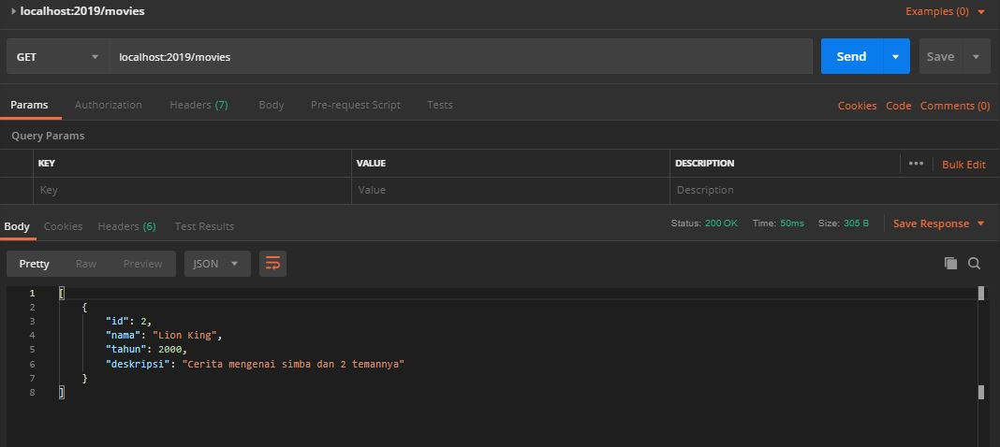 localhost:2019/movies Examples (0)
GET localhost:2019/movies Send Save
Params Authorization Headers (7) Body Pre-request Script Tests Cookies Code Comments (0)
Query Params
KEY VALUE DESCRIPTION ••• Bulk Edit
Key Value Description
Body Cookies Headers (6) Test Results Status: 200 OK Time: 50ms Size: 305 B Save Response
Pretty Raw Preview JSON
1 [
2 {
3 "id": 2,
4 "nama": "Lion King",
5 "tahun": 2000,
6 "deskripsi": "Cerita mengenai simba dan 2 temannya"
7 }
8 ]